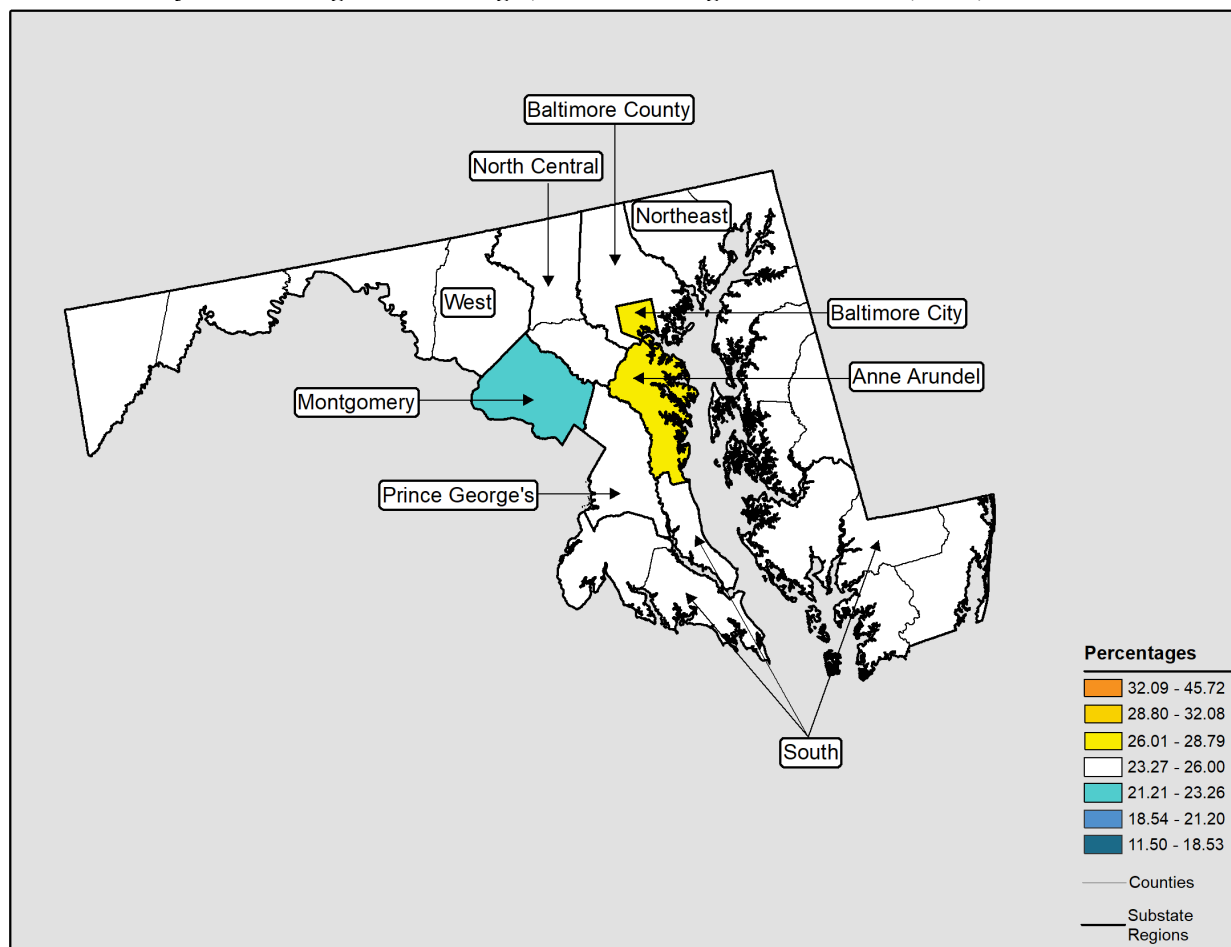 Baltimore County
North Central
Northeast
West
Baltimore City
Anne Arundel
Montgomery
Prince George's
South
Percentages
32.09 - 45.72
28.80 - 32.08
26.01 - 28.79
23.27 - 26.00
21.21 - 23.26
18.54 - 21.20
11.50 - 18.53
Counties
Substate
Regions